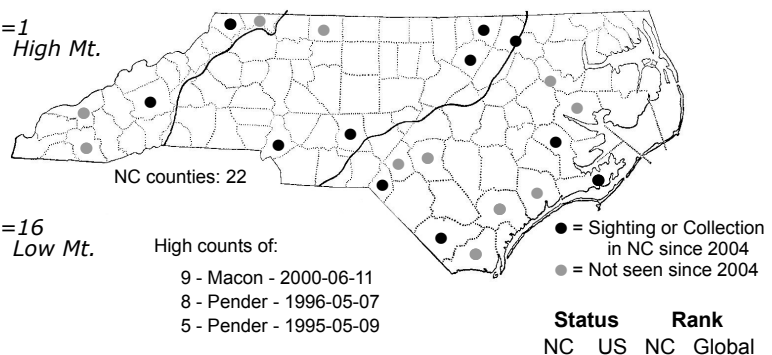 =1
High Mt.
NC counties: 22
=16
Low Mt.
High counts of:
9 - Macon - 2000-06-11
8 - Pender - 1996-05-07
5 - Pender - 1995-05-09
● = Sighting or Collection
in NC since 2004
● = Not seen since 2004
Status Rank
NC US NC Global